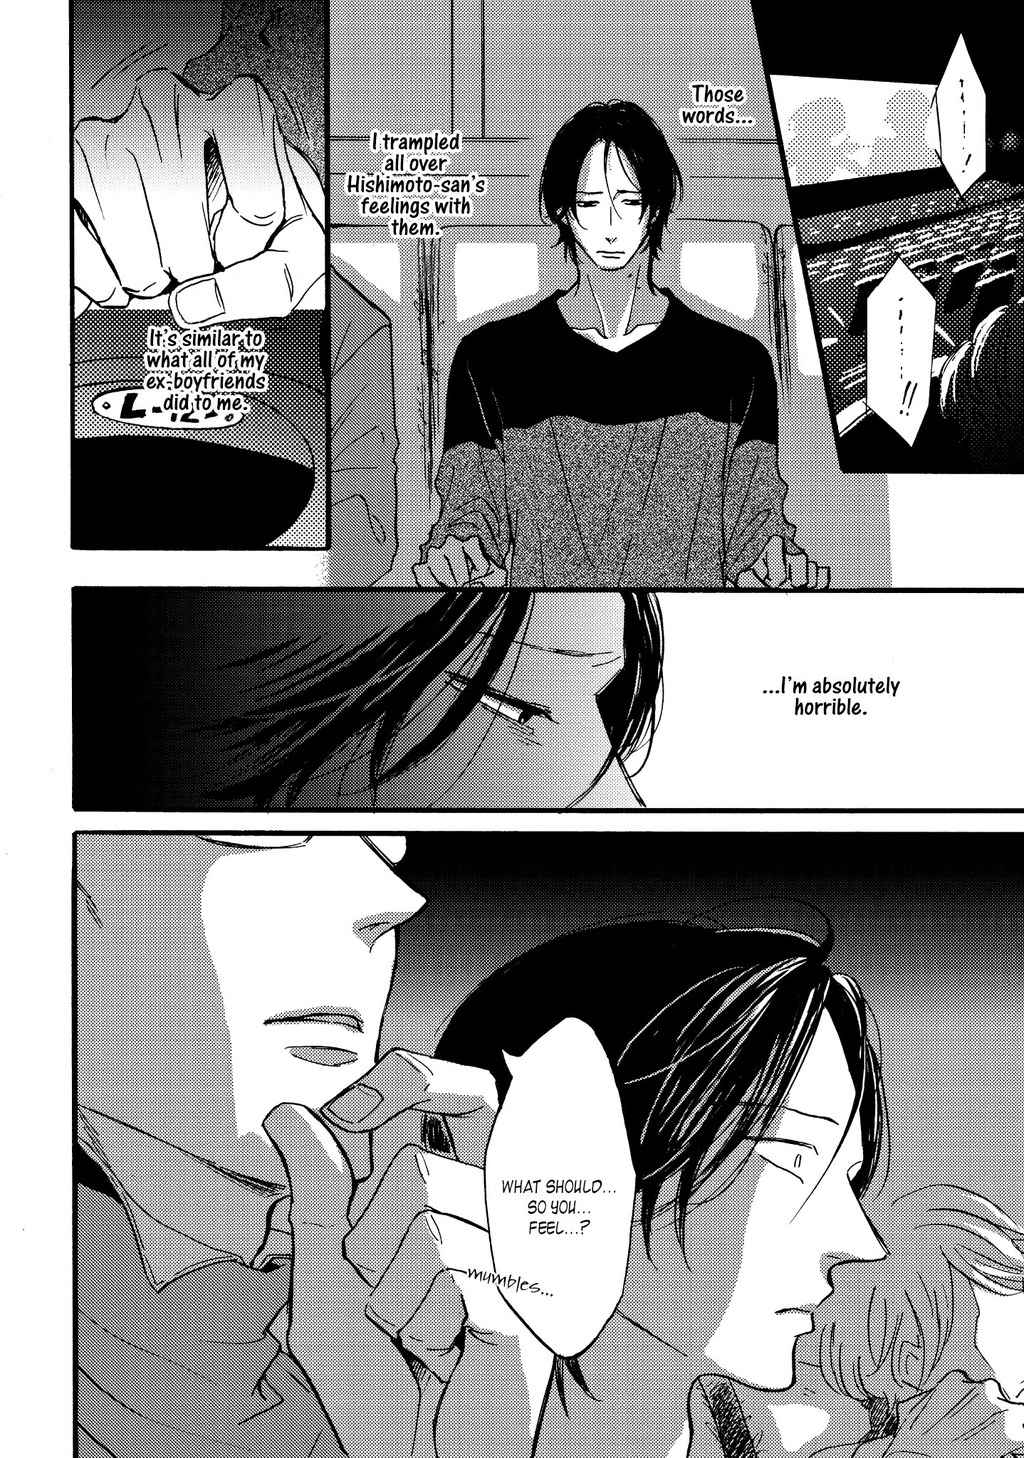 ......!
......!!
Those
words...
I trampled
all over
Hishimoto-san's
feelings with
them.
It's similar to
what all of my
ex-boyfriends
did to me.
...I'm absolutely
horrible.
WHAT SHOULD...
SO YOU...
FEEL...?
mumbles...